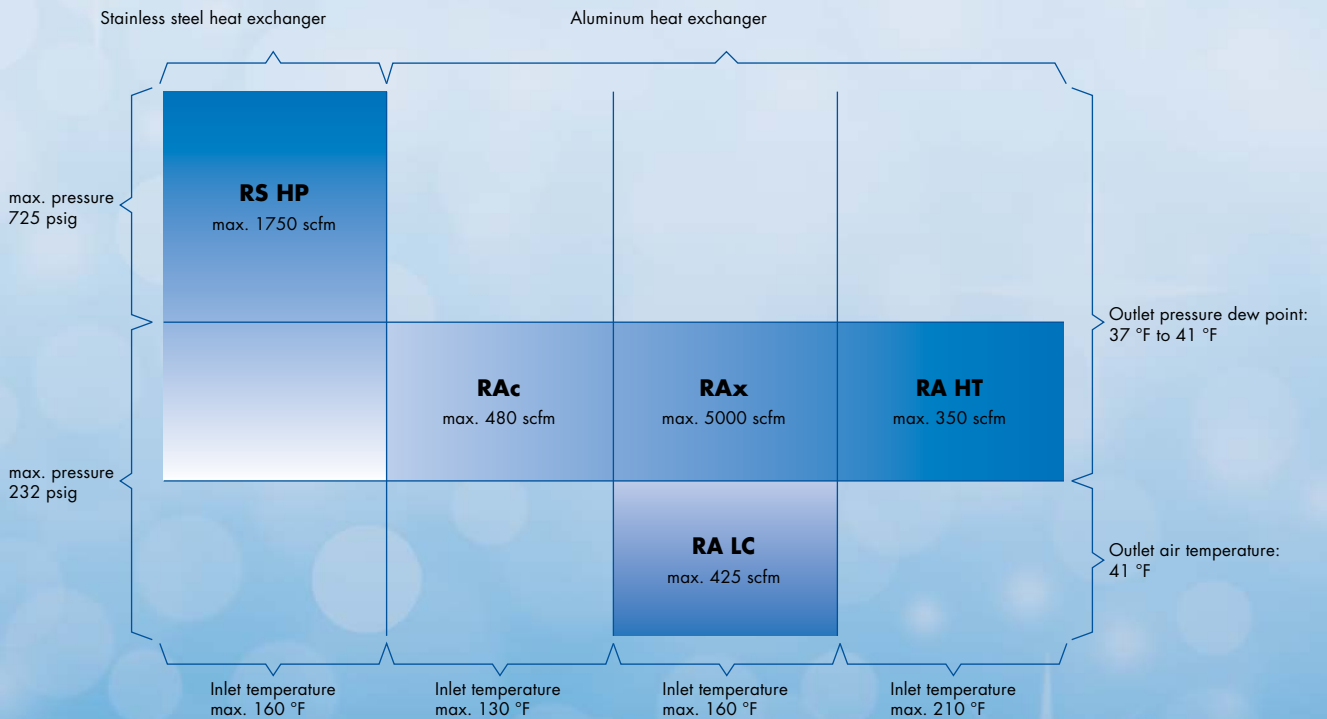 Stainless steel heat exchanger
Aluminum heat exchanger
max. pressure
725 psig
RS HP
max. 1750 scfm
Outlet pressure dew point:
37 °F to 41 °F
RAc
max. 480 scfm
RAx
max. 5000 scfm
RA HT
max. 350 scfm
max. pressure
232 psig
RA LC
max. 425 scfm
Outlet air temperature:
41 °F
Inlet temperature
max. 160 °F
Inlet temperature
max. 130 °F
Inlet temperature
max. 160 °F
Inlet temperature
max. 210 °F